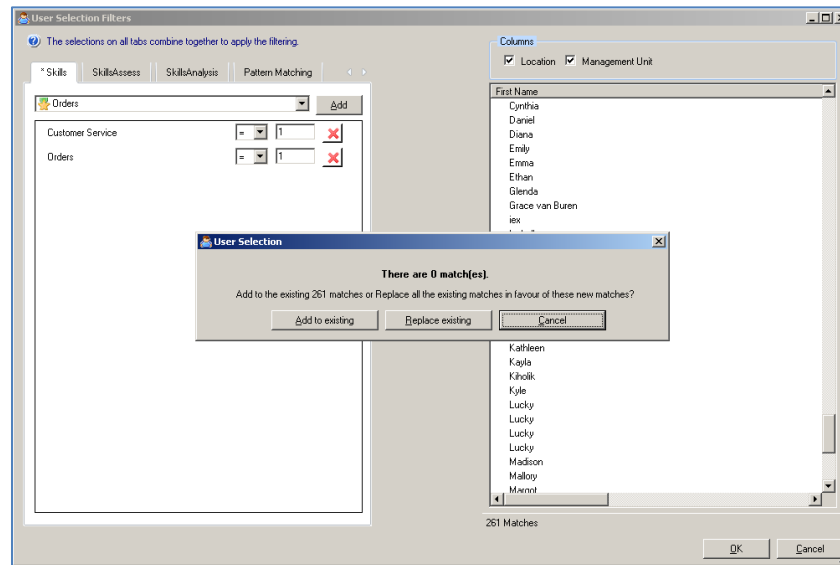 User Selection Filters
The selections on all tabs combine together to apply the filtering.
* Skills SkillsAssess SkillsAnalysis Pattern Matching
Orders Add
Customer Service = 1
Orders = 1
Columns
Location Management Unit
First Name
Cynthia
Daniel
Diana
Emily
Emma
Ethan
Glenda
Grace van Buren
iex
User Selection
There are 0 match(es).
Add to the existing 261 matches or Replace all the existing matches in favour of these new matches?
Add to existing Replace existing Cancel
Kathleen
Kayla
Kiholik
Kyle
Lucky
Lucky
Lucky
Lucky
Madison
Mallory
Margot
261 Matches
OK Cancel